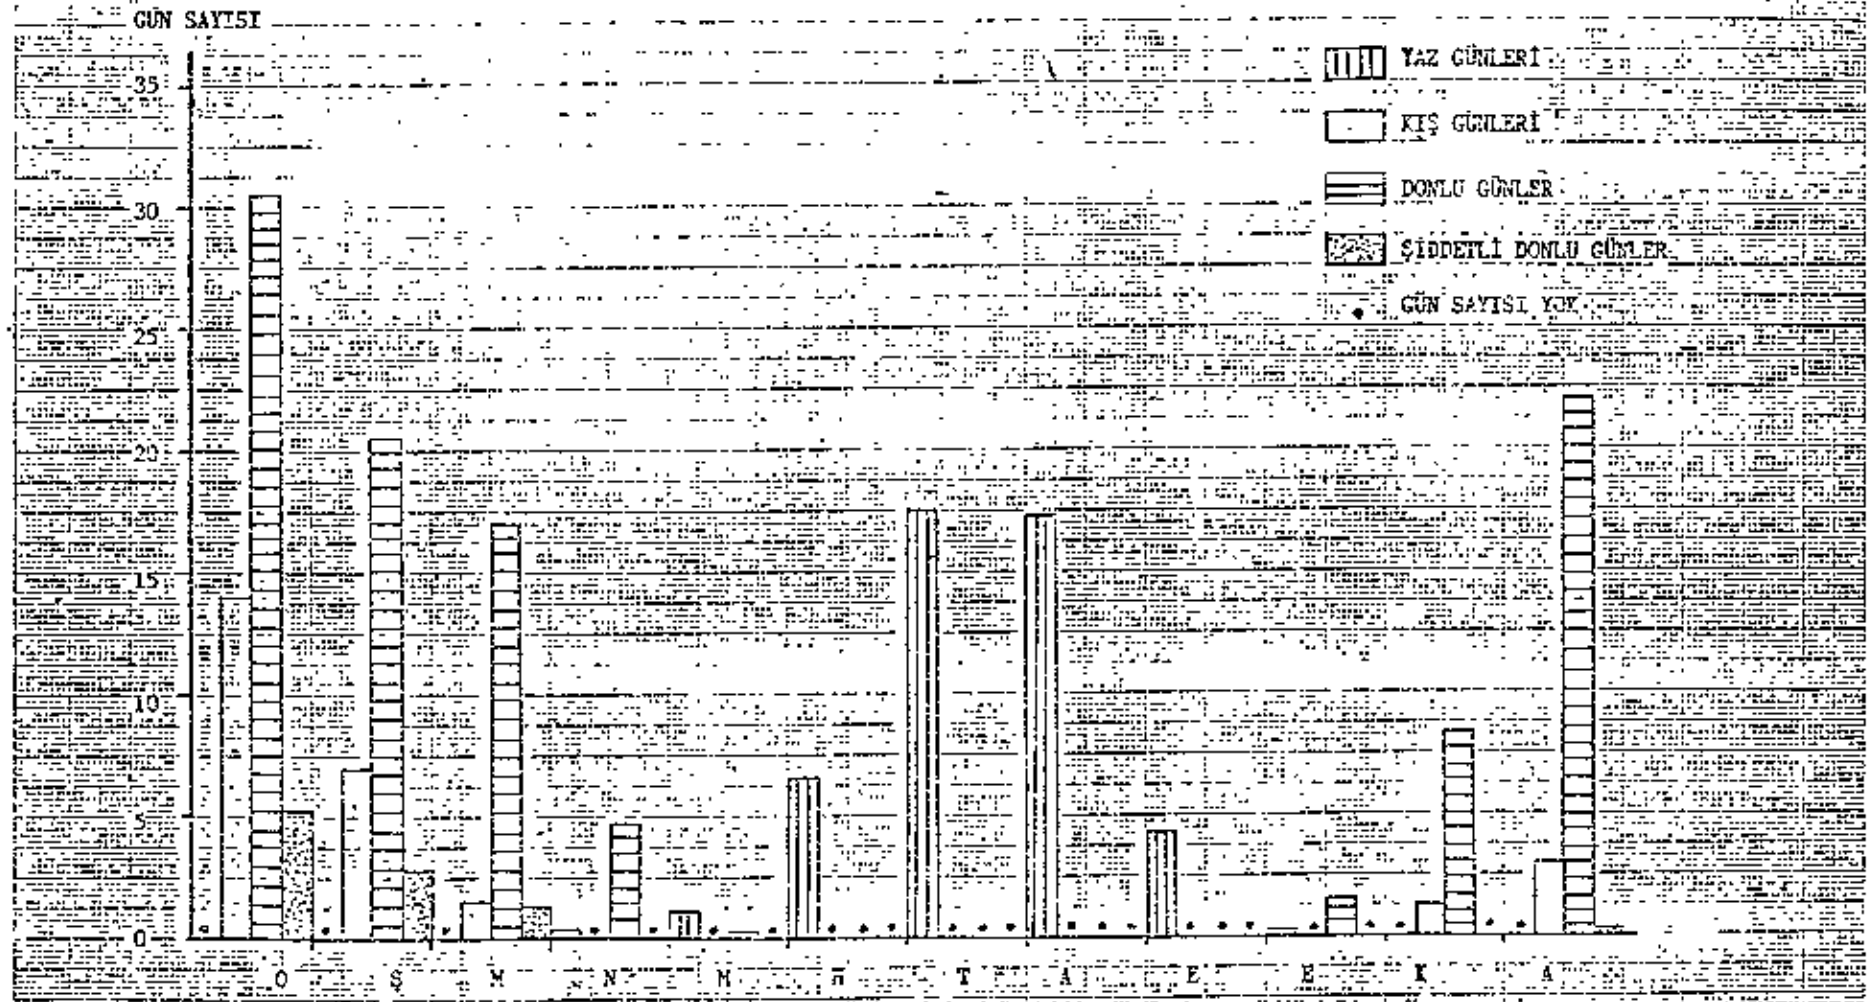 GÜN SAYISI
35
30
25
20
15
10
5
0
YAZ GÜNLERİ
KIŞ GÜNLERİ
DONLU GÜNLER
ŞİDDETLİ DONLU GÜNLER
GÜN SAYISI YOK
O Ş M N M H T A E E K A